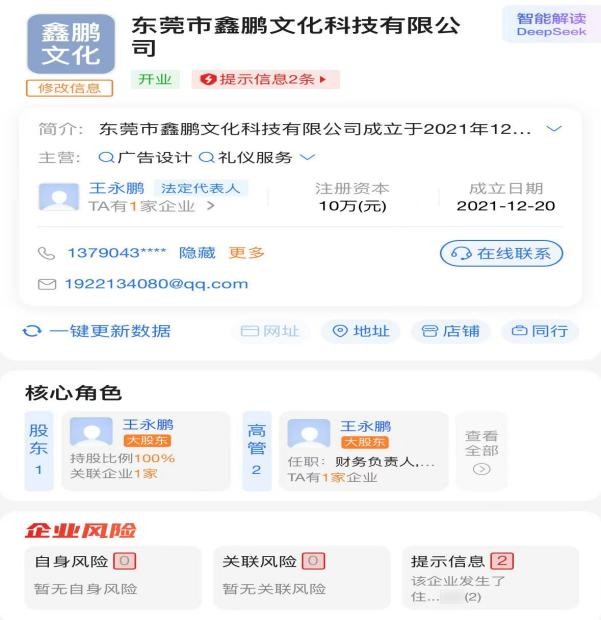 鑫鹏
文化
修改信息
东莞市鑫鹏文化科技有限公
司
智能解读
DeepSeek
开业
提示信息2条
简介: 东莞市鑫鹏文化科技有限公司成立于2021年12...
主营: 广告设计 礼仪服务
王永鹏 法定代表人
TA有1家企业 >
注册资本
10万(元)
成立日期
2021-12-20
1379043**** 隐藏 更多
在线联系
1922134080@qq.com
一键更新数据 网址 地址 店铺 同行
核心角色
股东1
王永鹏
大股东
持股比例100%
关联企业1家
高管2
王永鹏
大股东
任职: 财务负责人,...
TA有1家企业
查看
全部
企业风险
自身风险 0
暂无自身风险
关联风险 0
暂无关联风险
提示信息 2
该企业发生了
住... (2)